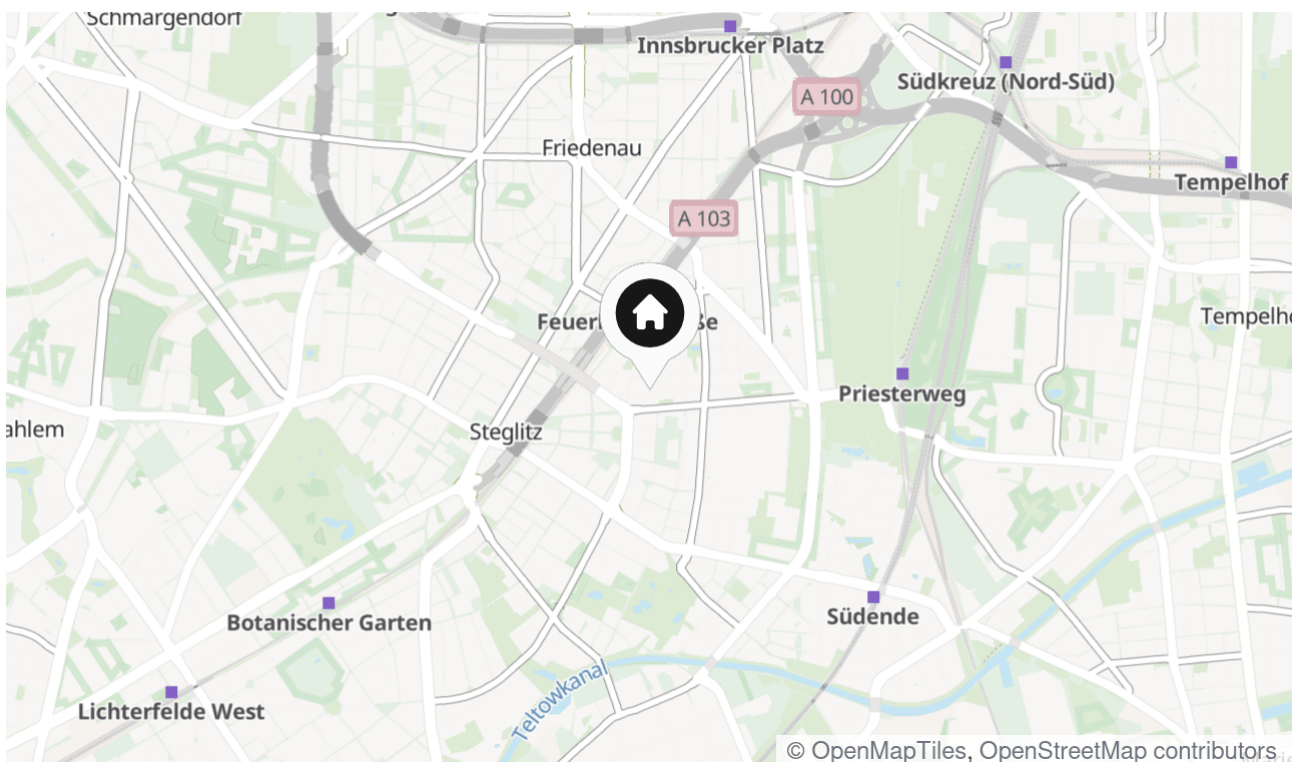 Schmargendorf
Innsbrucker Platz
Südkreuz (Nord-Süd)
A 100
Friedenau
Tempelhof
A 103
Tempelh
Priesterweg
ahlem
Steglitz
Südende
Botanischer Garten
Teltowkanal
Lichterfelde West
© OpenMapTiles, OpenStreetMap contributors